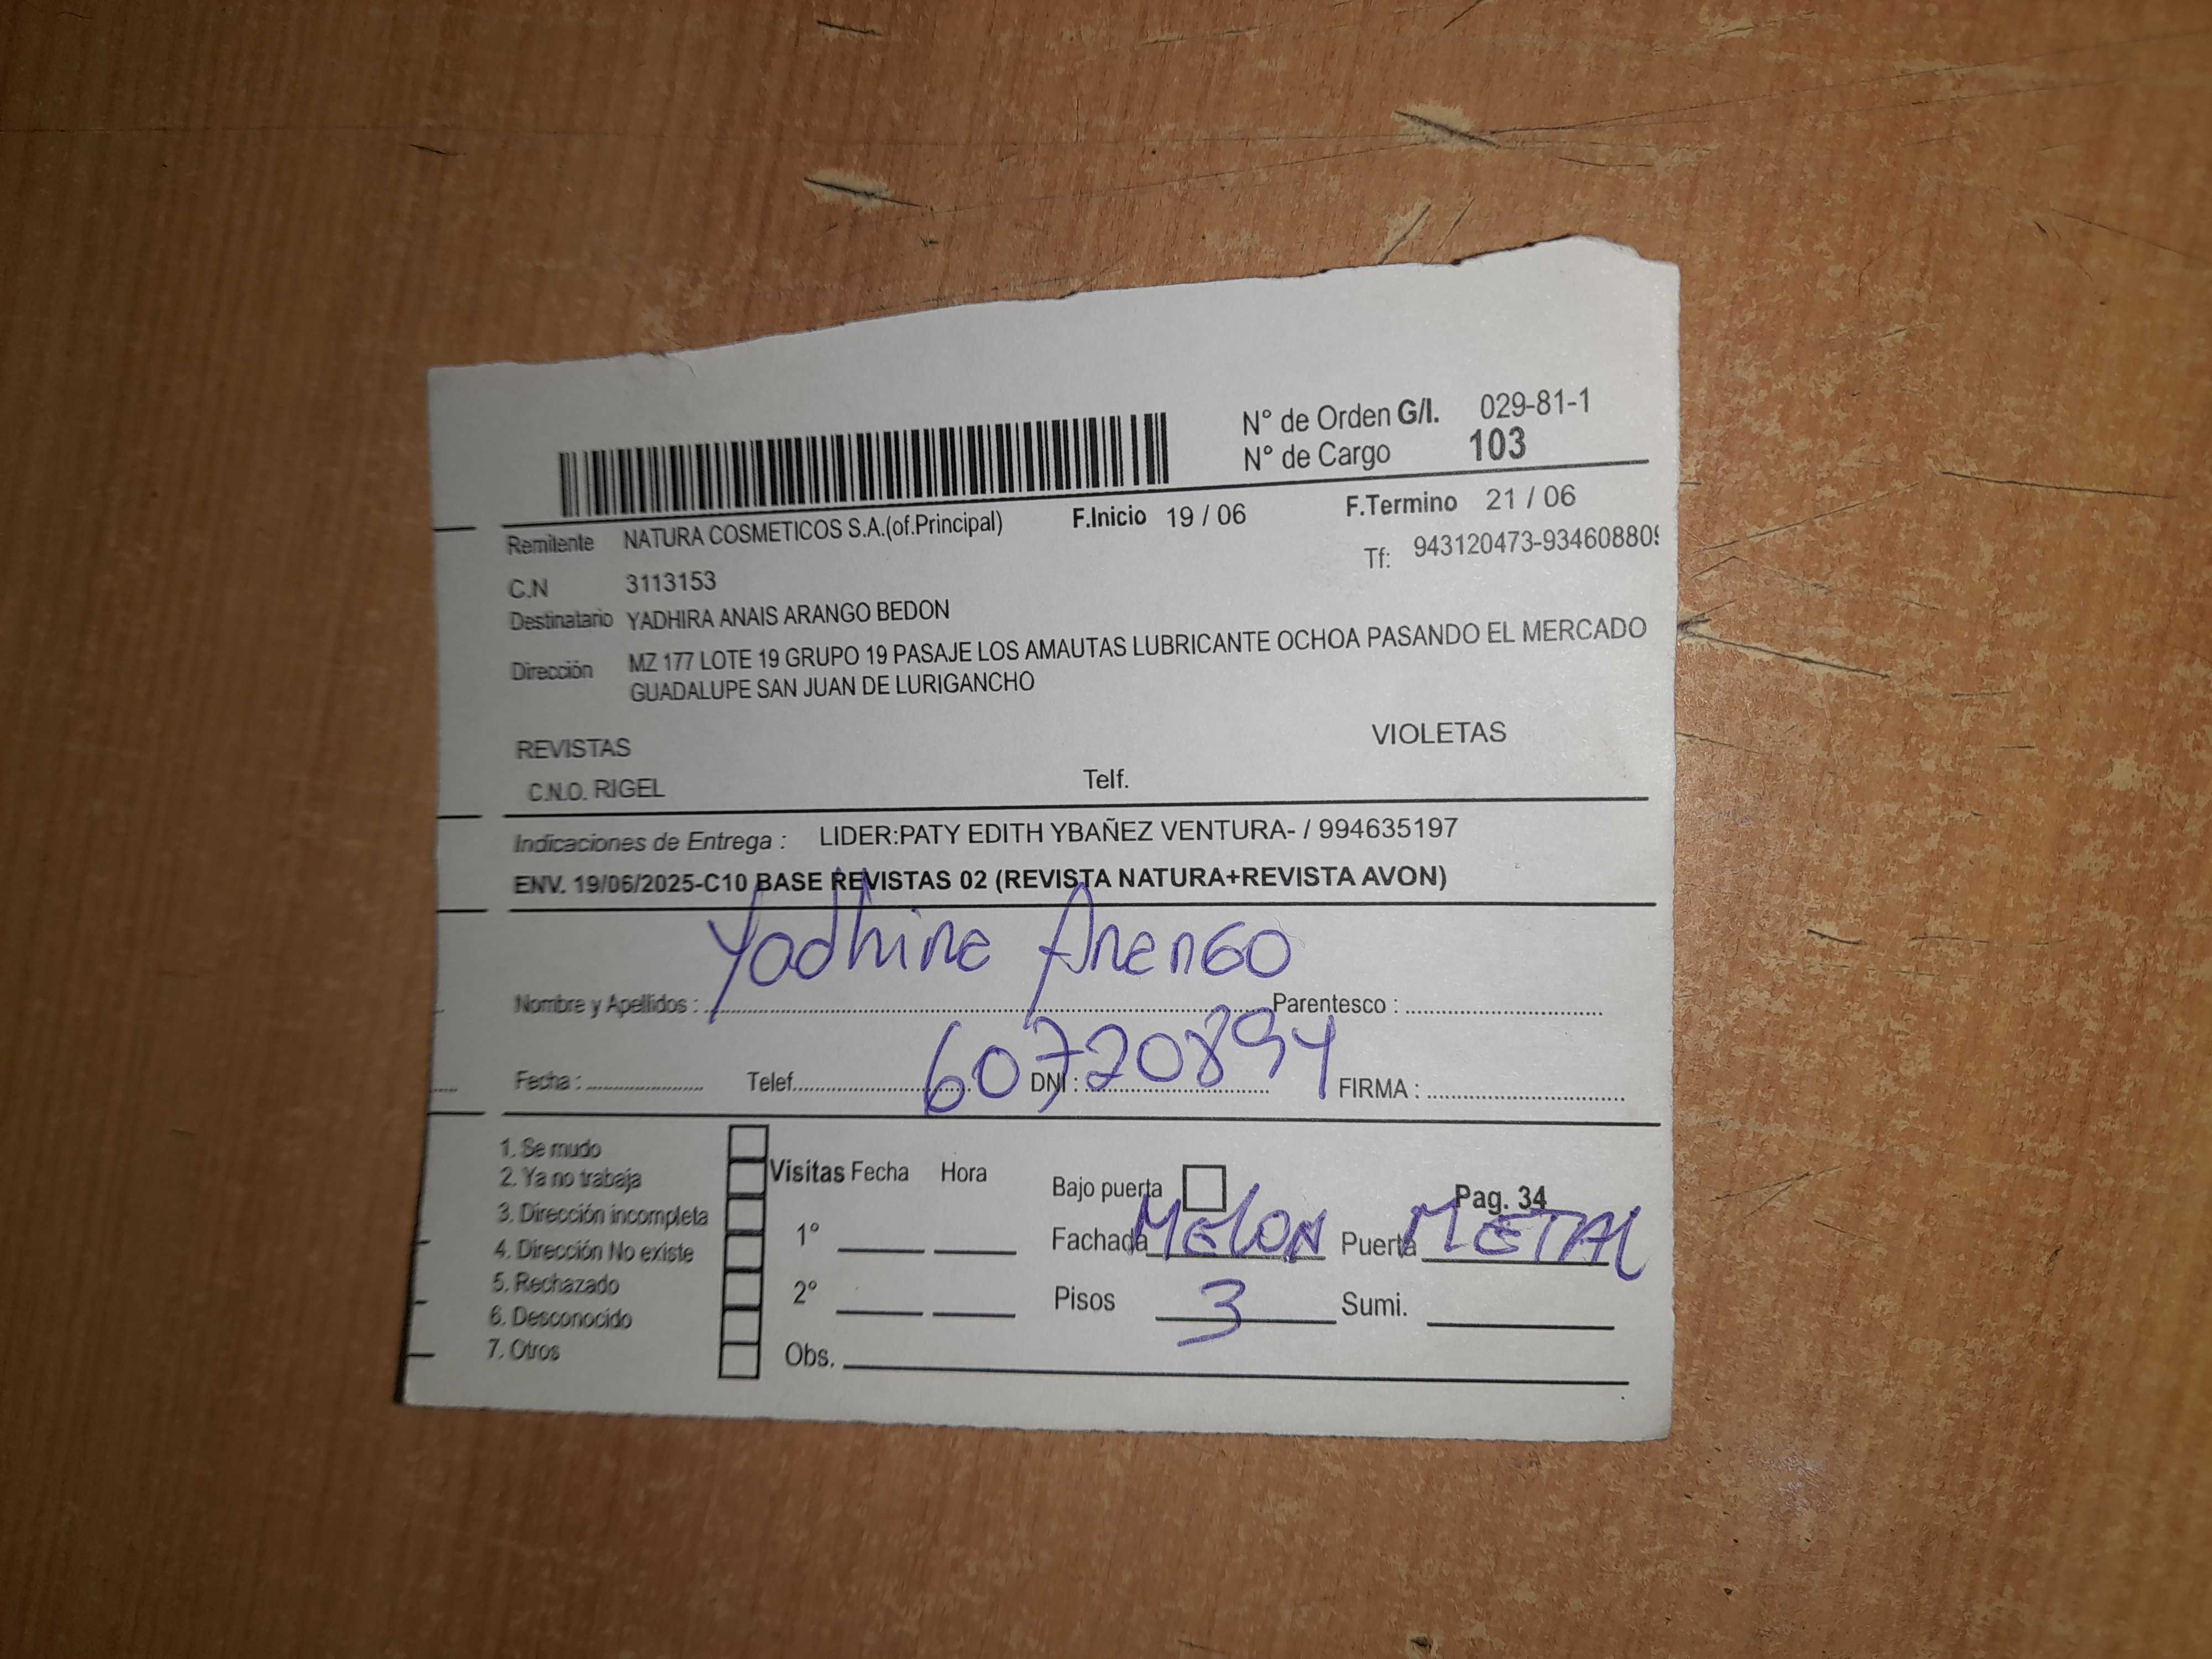 N° de Orden G/I. 029-81-1
N° de Cargo 103
Remitente NATURA COSMETICOS S.A.(of.Principal) F.Inicio 19 / 06 F.Termino 21 / 06
C.N 3113153 Tf: 943120473-93460880
Destinatario YADHIRA ANAIS ARANGO BEDON
Dirección MZ 177 LOTE 19 GRUPO 19 PASAJE LOS AMAUTAS LUBRICANTE OCHOA PASANDO EL MERCADO
GUADALUPE SAN JUAN DE LURIGANCHO
REVISTAS VIOLETAS
C.N.O. RIGEL Telf.
Indicaciones de Entrega : LIDER:PATY EDITH YBAÑEZ VENTURA- / 994635197
ENV. 19/06/2025-C10 BASE REVISTAS 02 (REVISTA NATURA+REVISTA AVON)
Yadhira Arango
Nombre y Apellidos : Parentesco :
60720894
Fecha : Telef. DNI : FIRMA :
1. Se mudo
2. Ya no trabaja Visitas Fecha Hora Bajo puerta Pag. 34
3. Dirección incompleta
4. Dirección No existe 1° Fachada MELON Puerta METAL
5. Rechazado
6. Desconocido 2° Pisos 3 Sumi.
7. Otros Obs.